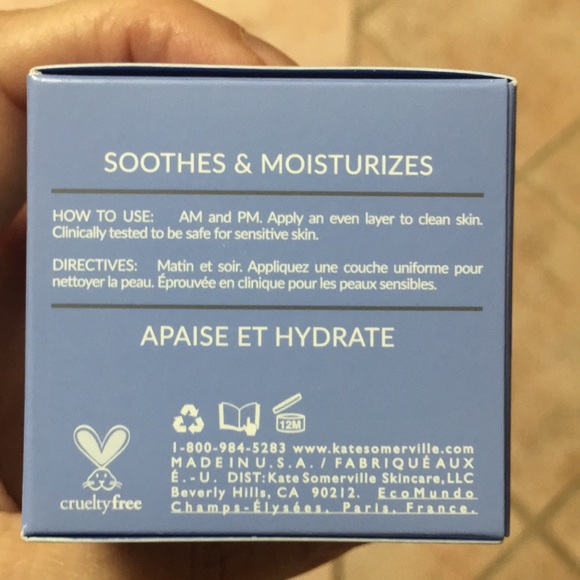 SOOTHES & MOISTURIZES
HOW TO USE: AM and PM. Apply an even layer to clean skin.
Clinically tested to be safe for sensitive skin.
DIRECTIVES: Matin et soir. Appliquez une couche uniforme pour
nettoyer la peau. Éprouvée en clinique pour les peaux sensibles.
APAISE ET HYDRATE
12M
crueltyfree
1-800-984-5283 www.katesomerville.com
MADE IN U.S.A. / FABRIQUÉ AUX
É.-U. DIST: Kate Somerville Skincare, LLC
Beverly Hills, CA 90212. EcoMundo
Champs-Élysées, Paris, France.